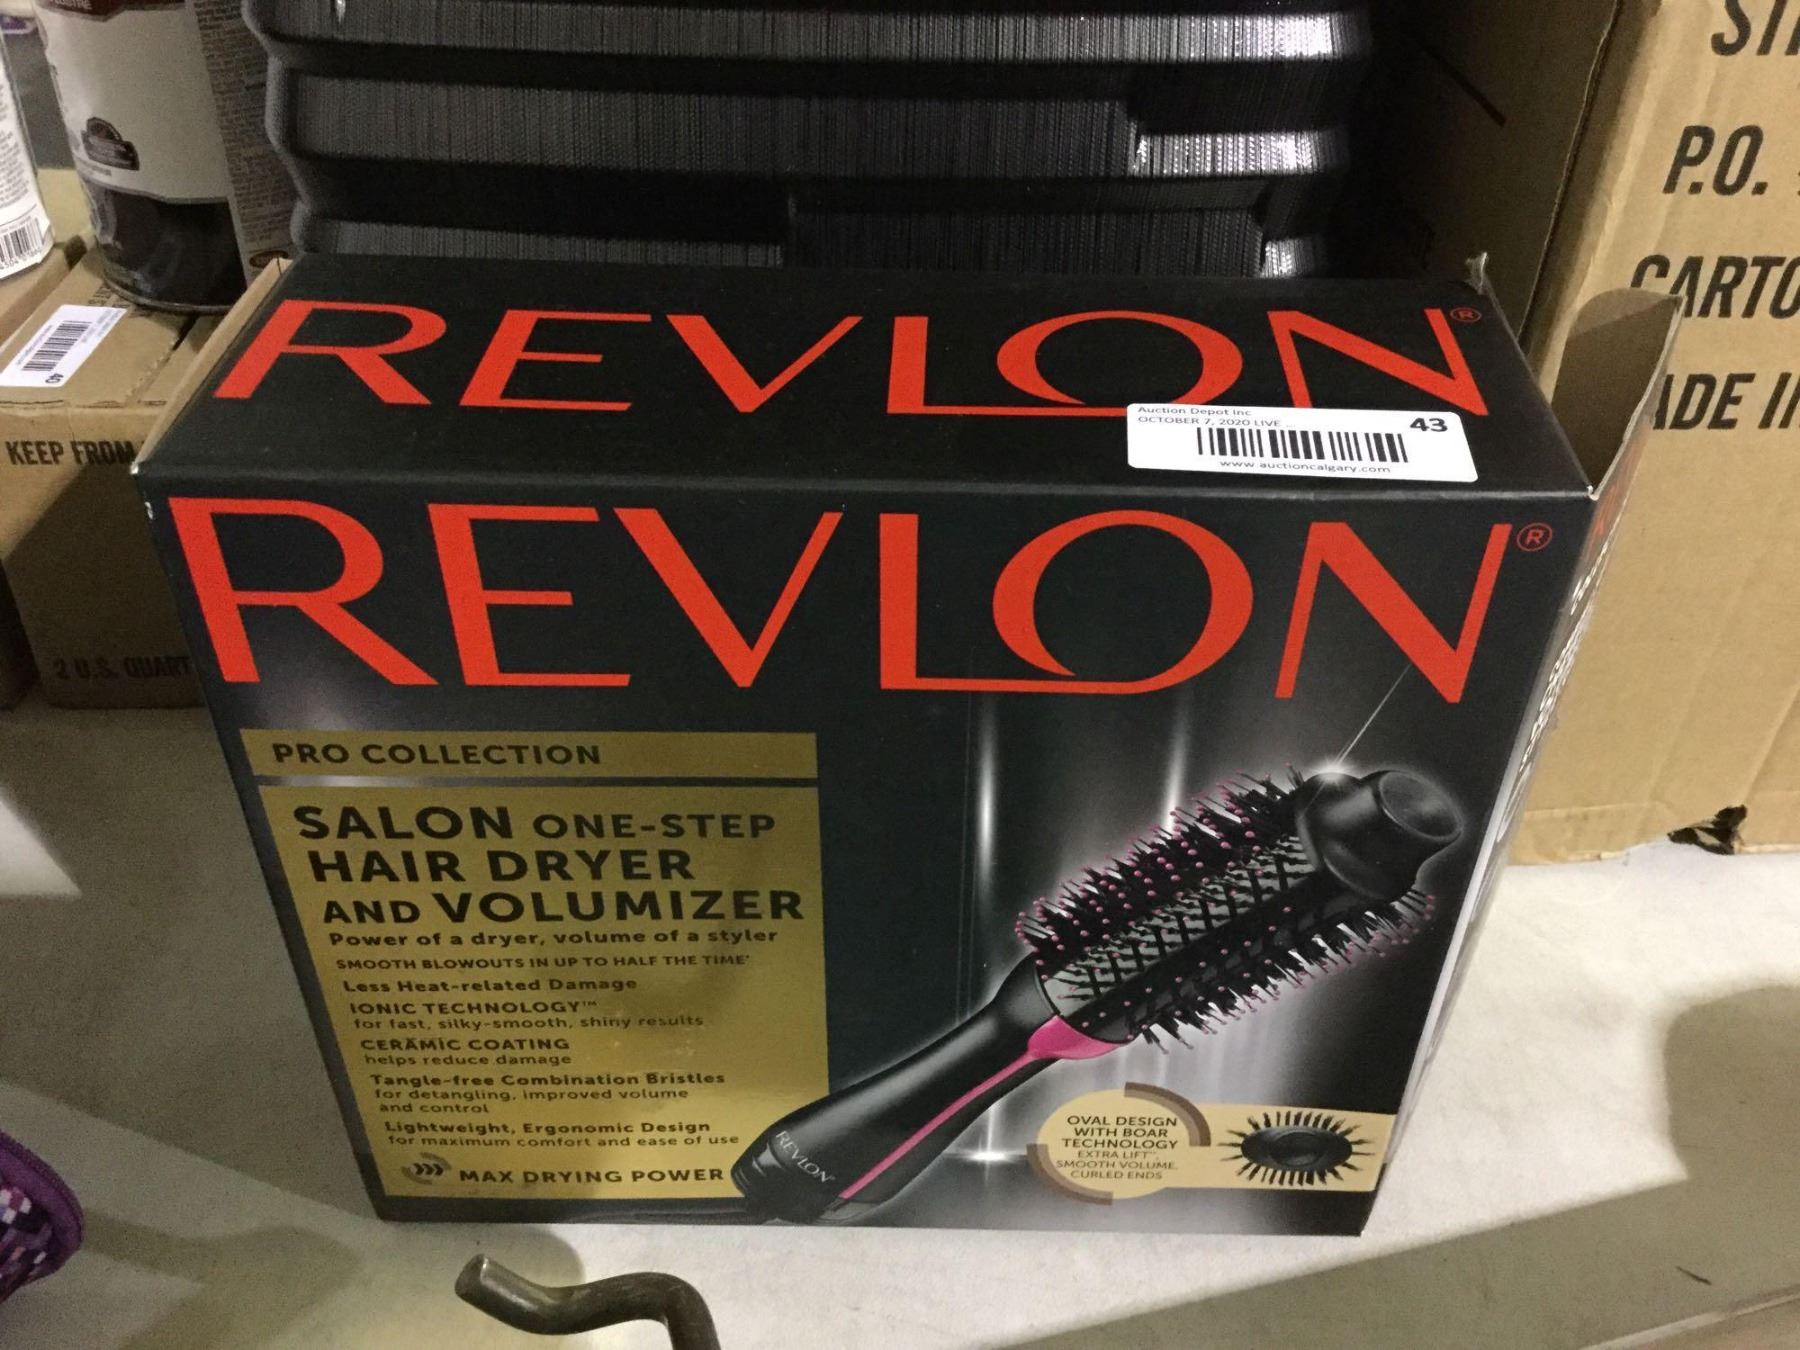 REVLON®
Auction Depot Inc
43
OCTOBER 7, 2020 LIVE ...
www.auctioncalgary.com
REVLON®
PRO COLLECTION
SALON ONE-STEP
HAIR DRYER
AND VOLUMIZER
Power of a dryer, volume of a styler
SMOOTH BLOWOUTS IN UP TO HALF THE TIME*
Less Heat-related Damage
IONIC TECHNOLOGY™
for fast, silky-smooth, shiny results
CERAMIC COATING
helps reduce damage
Tangle-free Combination Bristles
for detangling, improved volume
and control
Lightweight, Ergonomic Design
for maximum comfort and ease of use
MAX DRYING POWER
REVLON
OVAL DESIGN
WITH BOAR
TECHNOLOGY
EXTRA LIFT™,
SMOOTH VOLUME,
CURLED ENDS
40
KEEP FROM
2 U.S. QUART
P.O.
CARTO
ADE IN